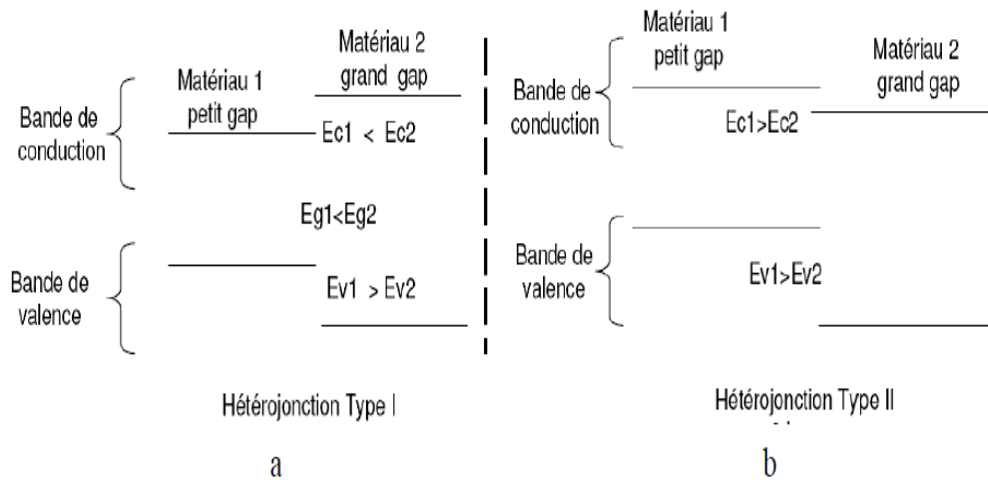 Matériau 1
petit gap
Matériau 2
grand gap
Bande de
conduction
Ec1 < Ec2
Eg1<Eg2
Bande de
valence
Ev1 > Ev2
Hétérojonction Type I
a
Matériau 1
petit gap
Matériau 2
grand gap
Bande de
conduction
Ec1>Ec2
Bande de
valence
Ev1>Ev2
Hétérojonction Type II
b